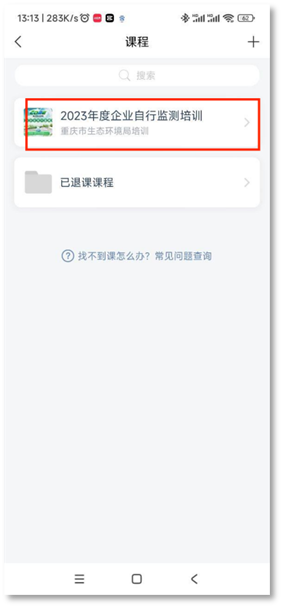 13:13 | 283K/s
62
课程
搜索
2023年度企业自行监测培训
重庆市生态环境局培训
已退课课程
找不到课怎么办？常见问题查询